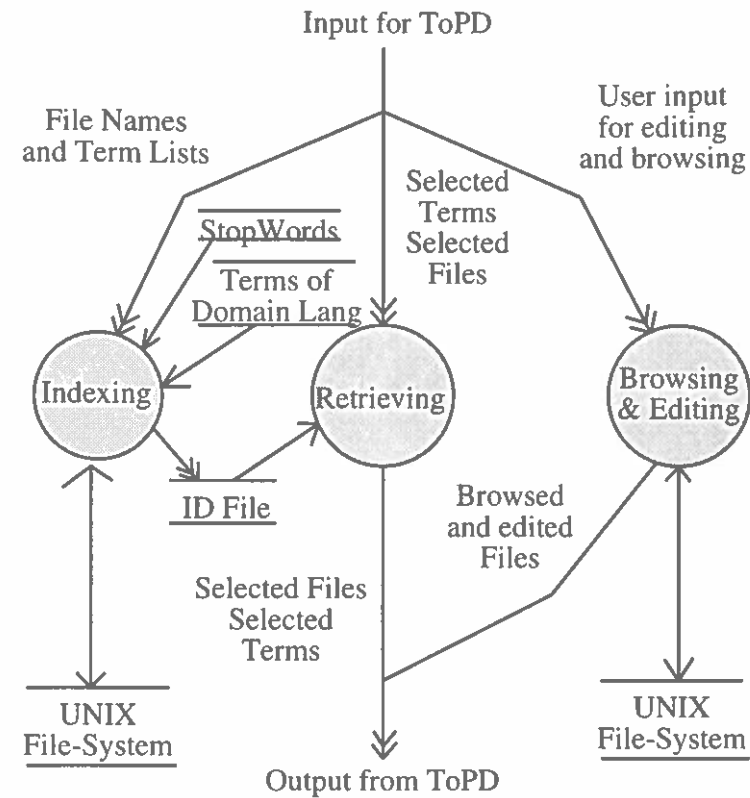 Input for ToPD
File Names
and Term Lists
User input
for editing
and browsing
Selected
Terms
Selected
Files
StopWords
Terms of
Domain Lang
Indexing
Retrieving
Browsing
& Editing
ID File
Browsed
and edited
Files
Selected Files
Selected
Terms
UNIX
File-System
UNIX
File-System
Output from ToPD